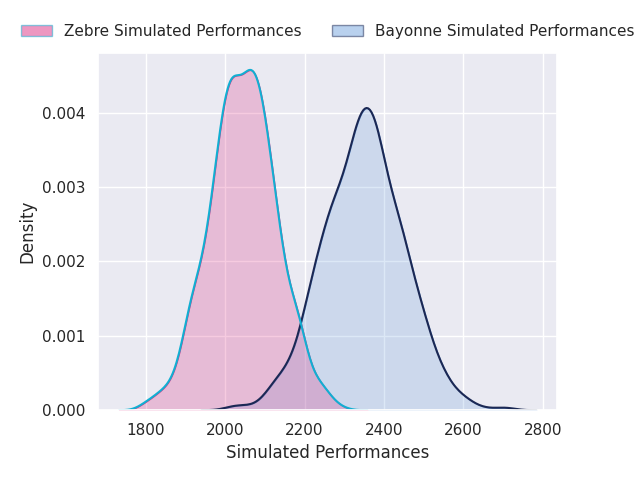 Zebre Simulated Performances Bayonne Simulated Performances
0.004
0.003
0.002
0.001
0.000
Density
1800 2000 2200 2400 2600 2800
Simulated Performances